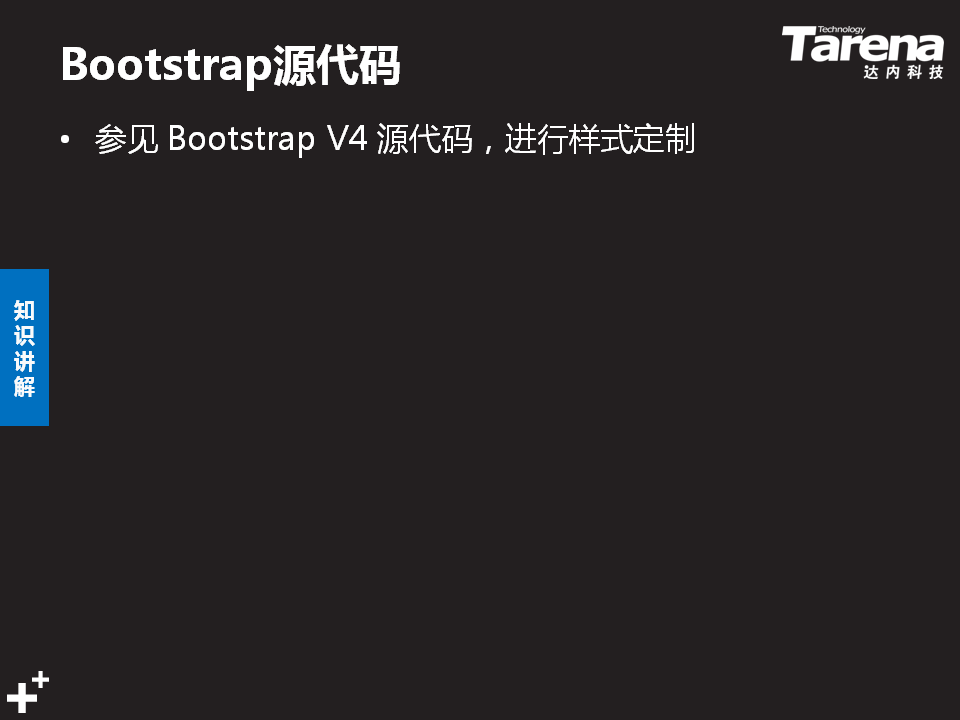 Bootstrap源代码
Technology
Tarena
达内科技
• 参见 Bootstrap V4 源代码，进行样式定制
知
识
讲
解